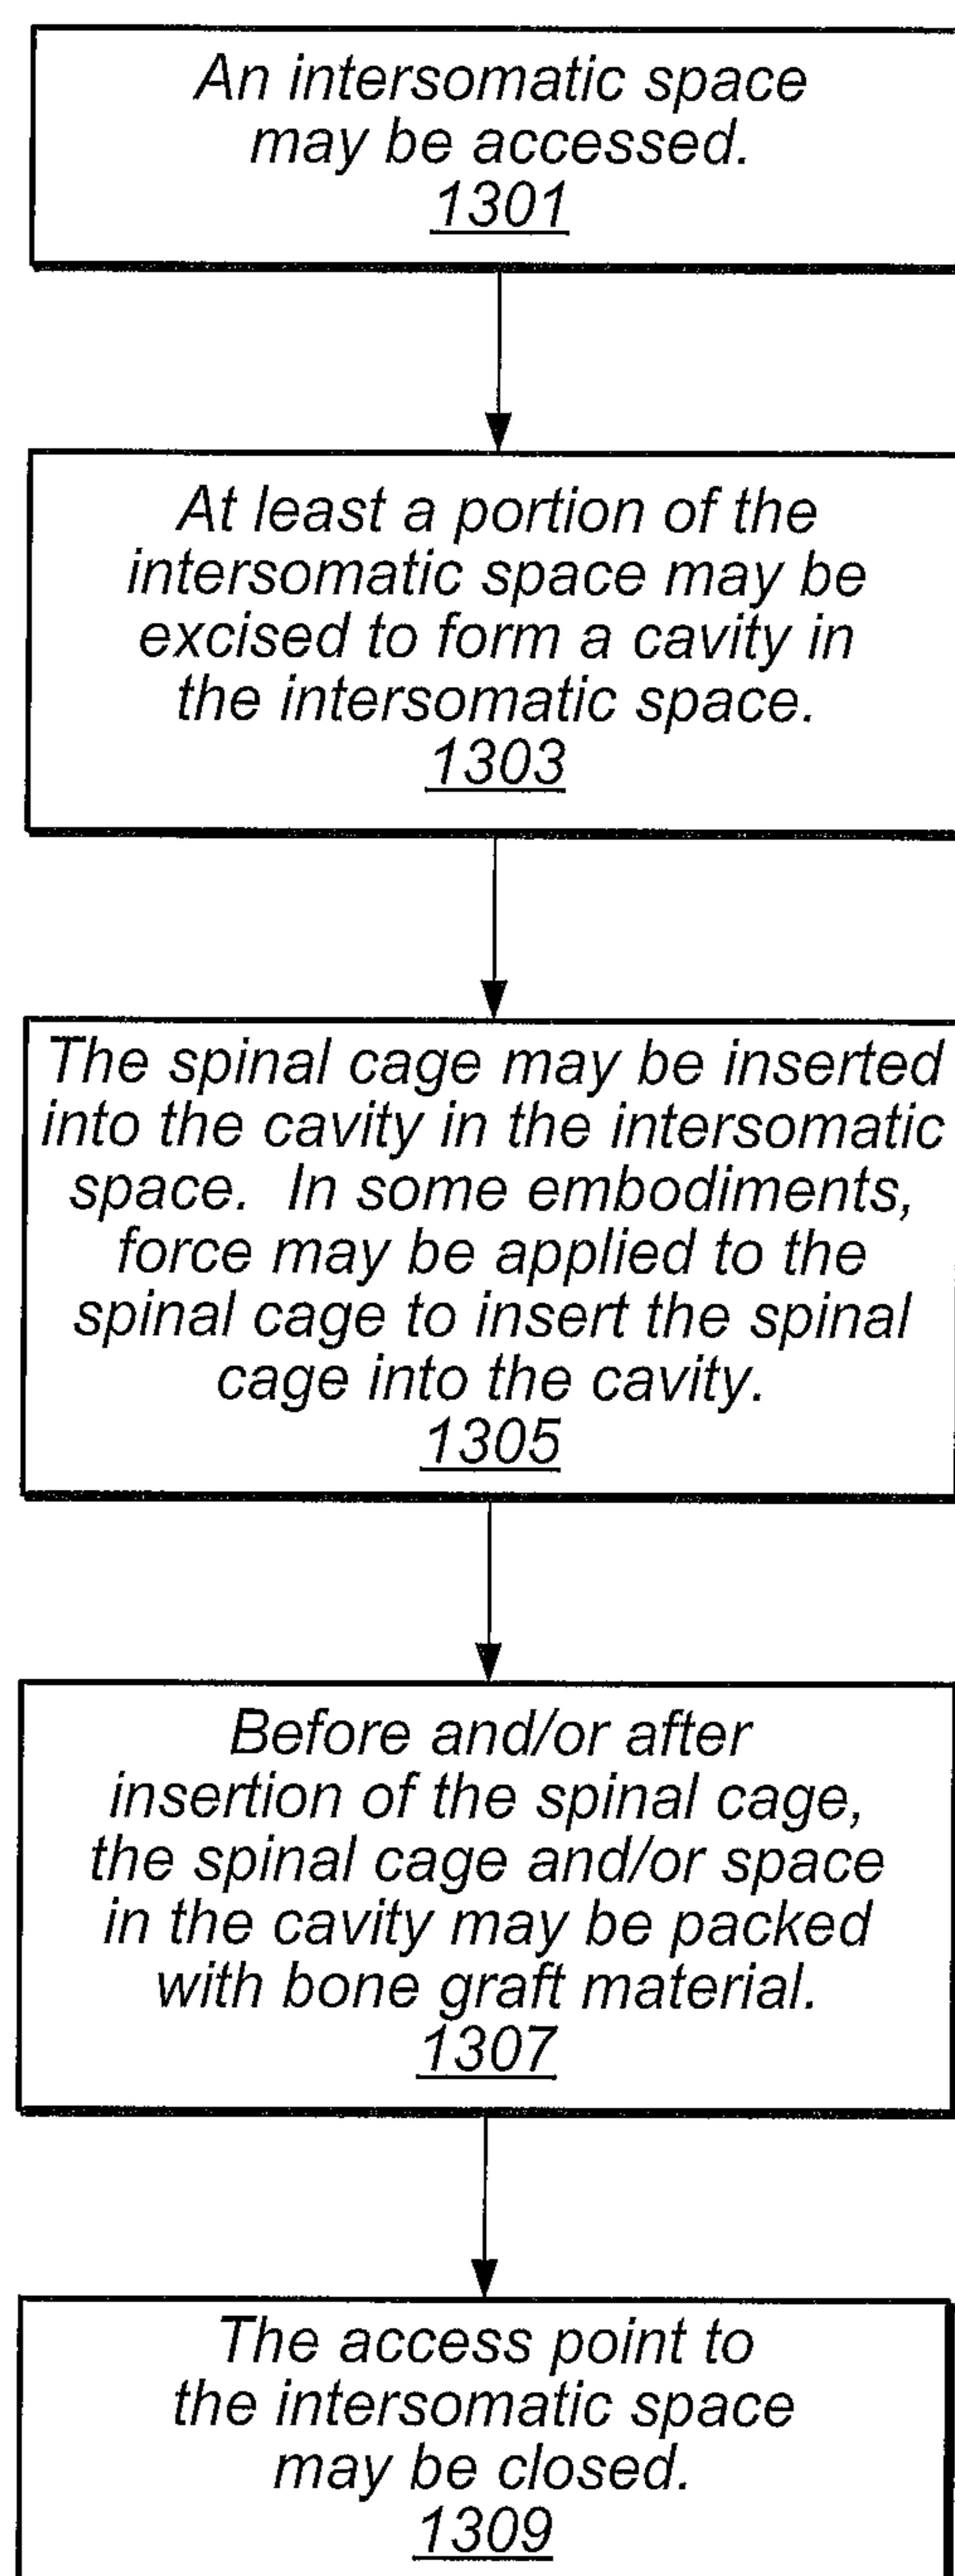 An intersomatic space
may be accessed.
1301
At least a portion of the
intersomatic space may be
excised to form a cavity in
the intersomatic space.
1303
The spinal cage may be inserted
into the cavity in the intersomatic
space. In some embodiments,
force may be applied to the
spinal cage to insert the spinal
cage into the cavity.
1305
Before and/or after
insertion of the spinal cage,
the spinal cage and/or space
in the cavity may be packed
with bone graft material.
1307
The access point to
the intersomatic space
may be closed.
1309